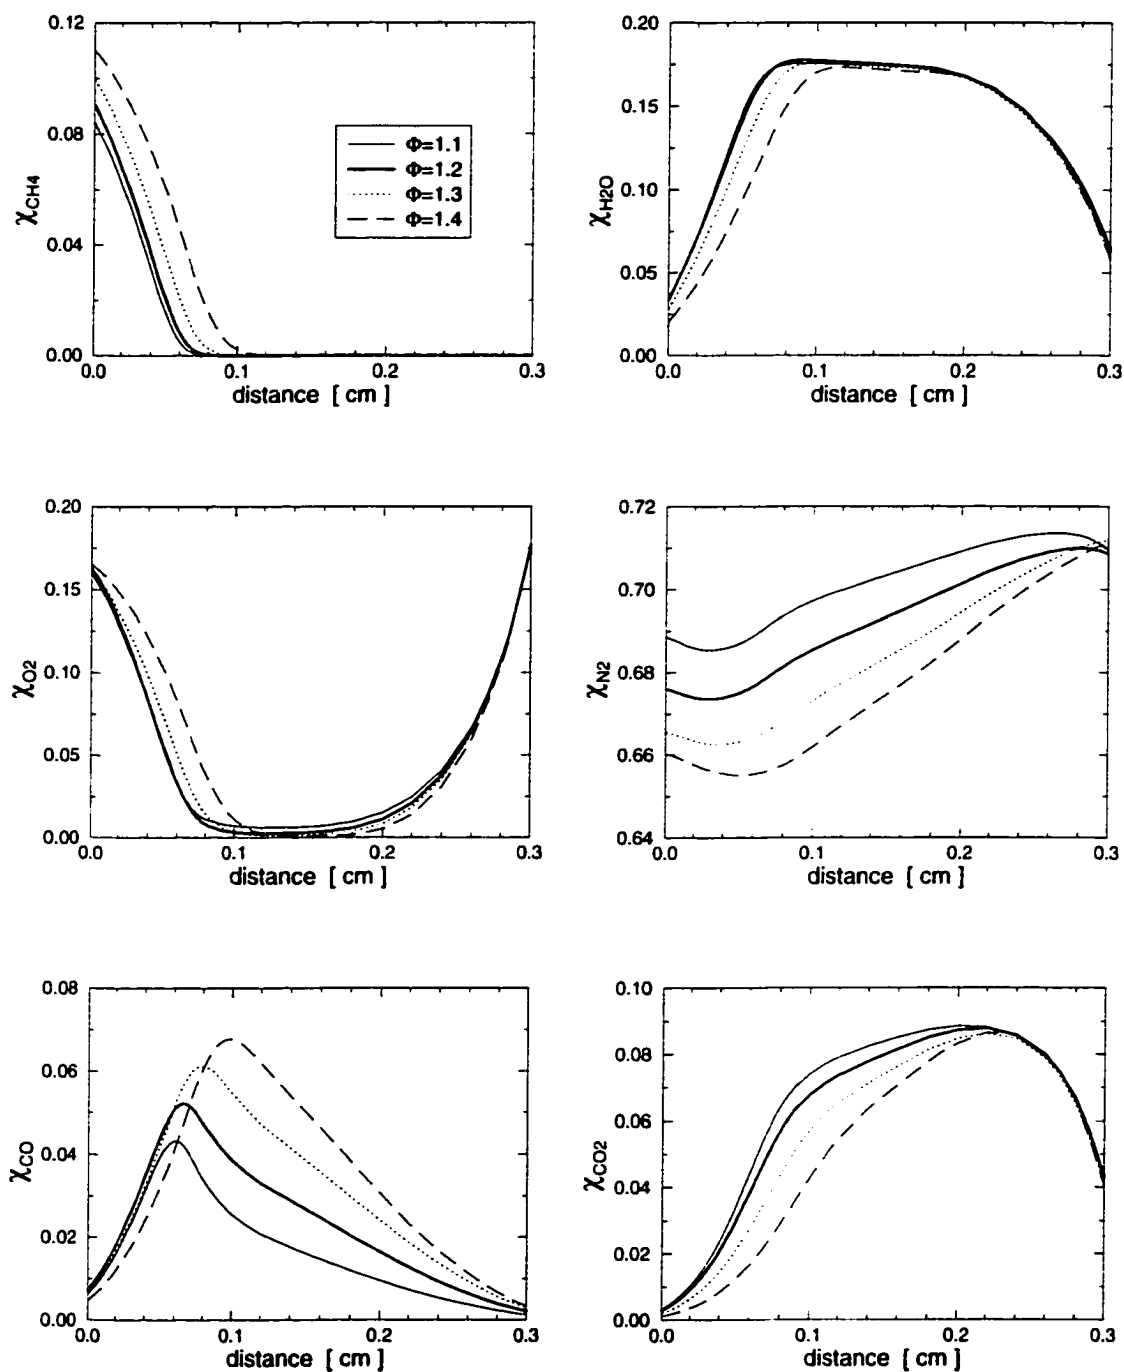 0.12
0.08
0.04
0.00
χCH4
Φ=1.1
Φ=1.2
Φ=1.3
Φ=1.4
0.0 0.1 0.2 0.3
distance [ cm ]
0.20
0.15
0.10
0.05
0.00
χH2O
0.0 0.1 0.2 0.3
distance [ cm ]
0.20
0.15
0.10
0.05
0.00
χO2
0.0 0.1 0.2 0.3
distance [ cm ]
0.72
0.70
0.68
0.66
0.64
χN2
0.0 0.1 0.2 0.3
distance [ cm ]
0.08
0.06
0.04
0.02
0.00
χCO
0.0 0.1 0.2 0.3
distance [ cm ]
0.10
0.08
0.06
0.04
0.02
0.00
χCO2
0.0 0.1 0.2 0.3
distance [ cm ]